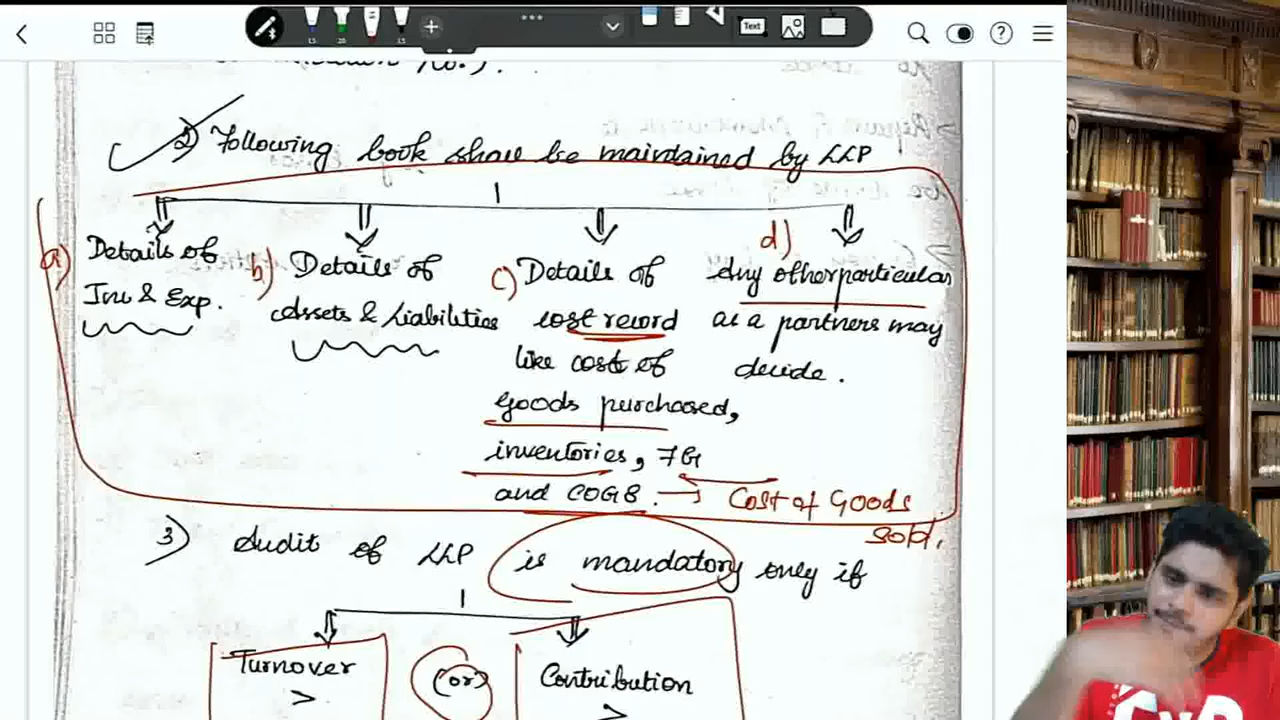 Text
2) Following book shall be maintained by LLP
a) Details of
Inc & Exp.
b) Details of
Assets & Liabilities
c) Details of
cost record
like cost of
goods purchased,
inventories, FG
and COGS. → Cost of Goods
sold.
d) Any other particular
as a partners may
decide.
3) Audit of LLP is mandatory only if
Turnover
>
(or)
Contribution
>